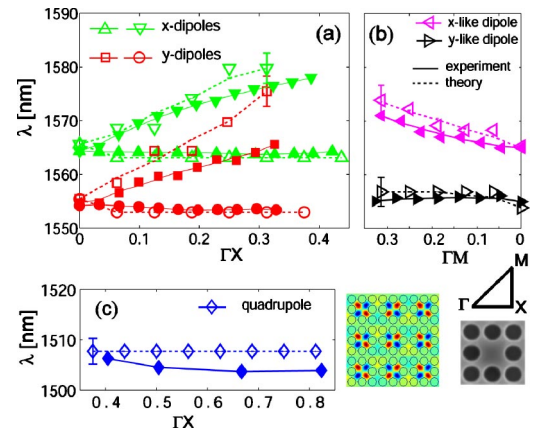 1590
1580
1570
1560
1550
λ [nm]
x-dipoles
y-dipoles
(a)
0
0.1
0.2
0.3
0.4
ΓX
(b)
x-like dipole
y-like dipole
experiment
theory
0.3
0.2
0.1
0
ΓM
M
Γ
X
1520
1510
1500
λ [nm]
(c)
quadrupole
0.4
0.5
0.6
0.7
0.8
ΓX